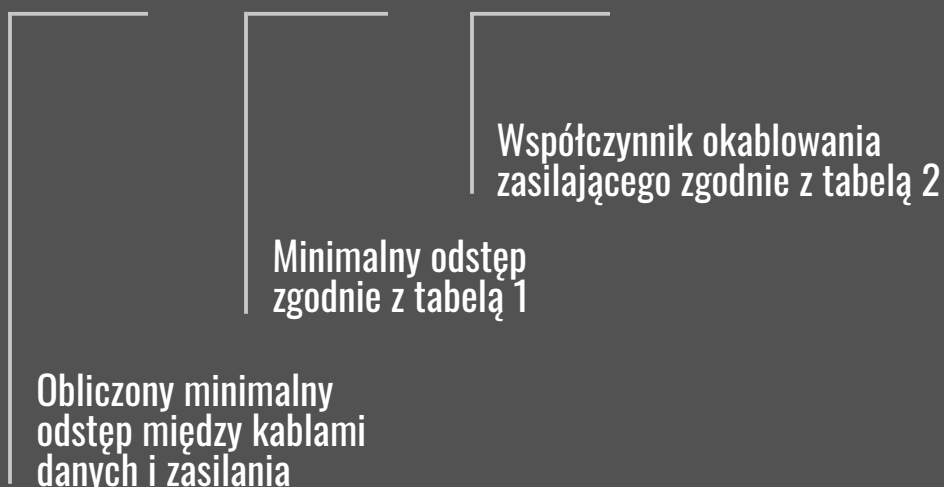 Współczynnik okablowania
zasilającego zgodnie z tabelą 2
Minimalny odstęp
zgodnie z tabelą 1
Obliczony minimalny
odstęp między kablami
danych i zasilania